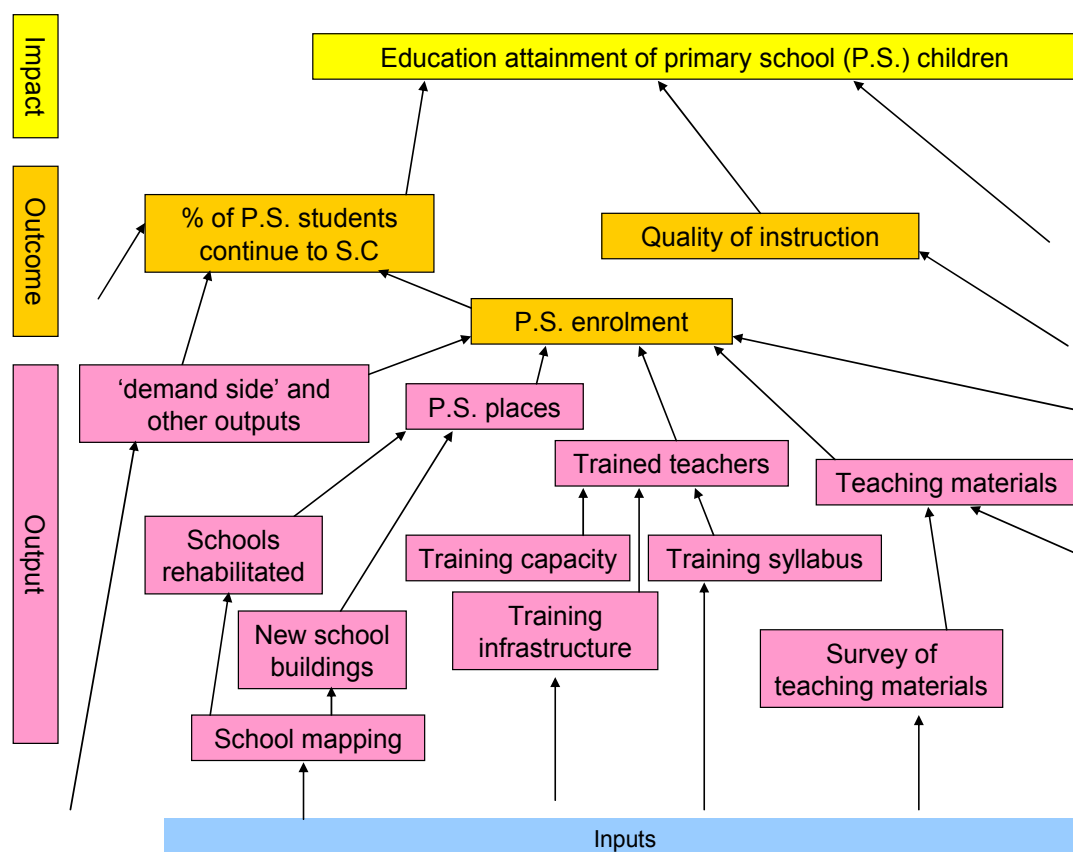 Impact
Education attainment of primary school (P.S.) children
Outcome
% of P.S. students
continue to S.C
Quality of instruction
P.S. enrolment
Output
‘demand side’ and
other outputs
P.S. places
Trained teachers
Teaching materials
Schools
rehabilitated
Training capacity
Training syllabus
New school
buildings
Training
infrastructure
Survey of
teaching materials
School mapping
Inputs